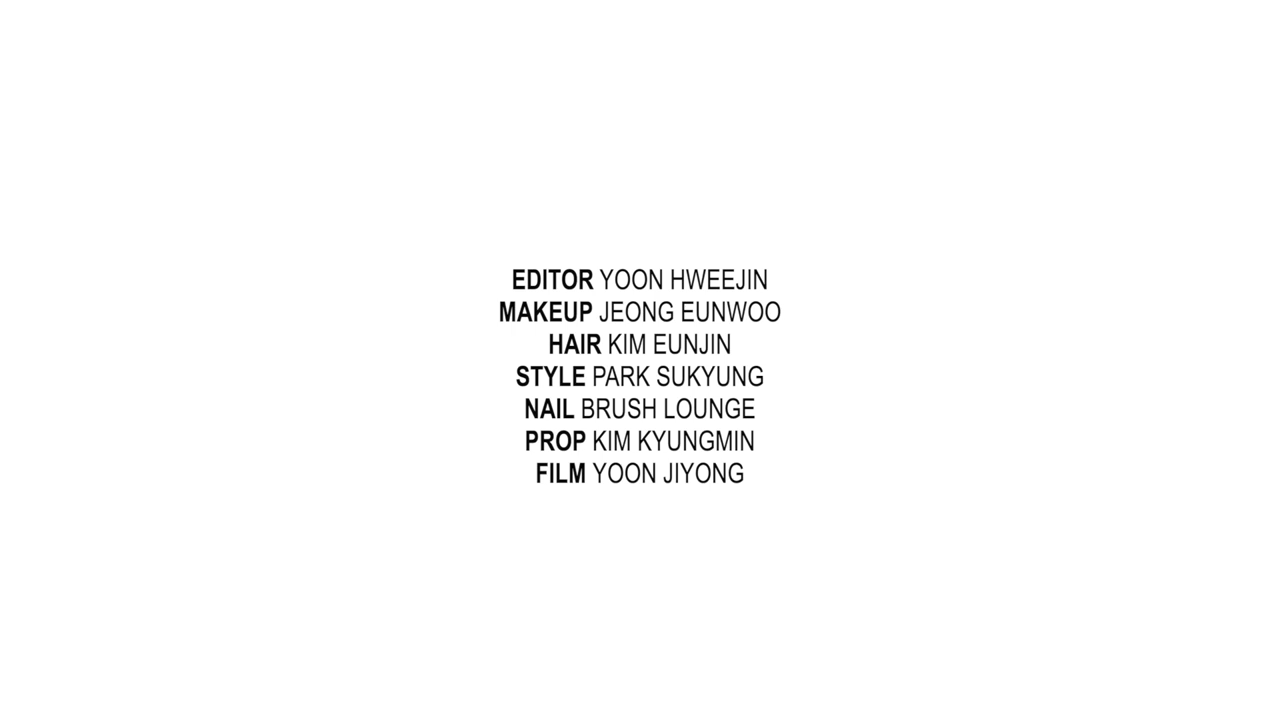 EDITOR YOON HWEEJIN
MAKEUP JEONG EUNWOO
HAIR KIM EUNJIN
STYLE PARK SUKYUNG
NAIL BRUSH LOUNGE
PROP KIM KYUNGMIN
FILM YOON JIYONG